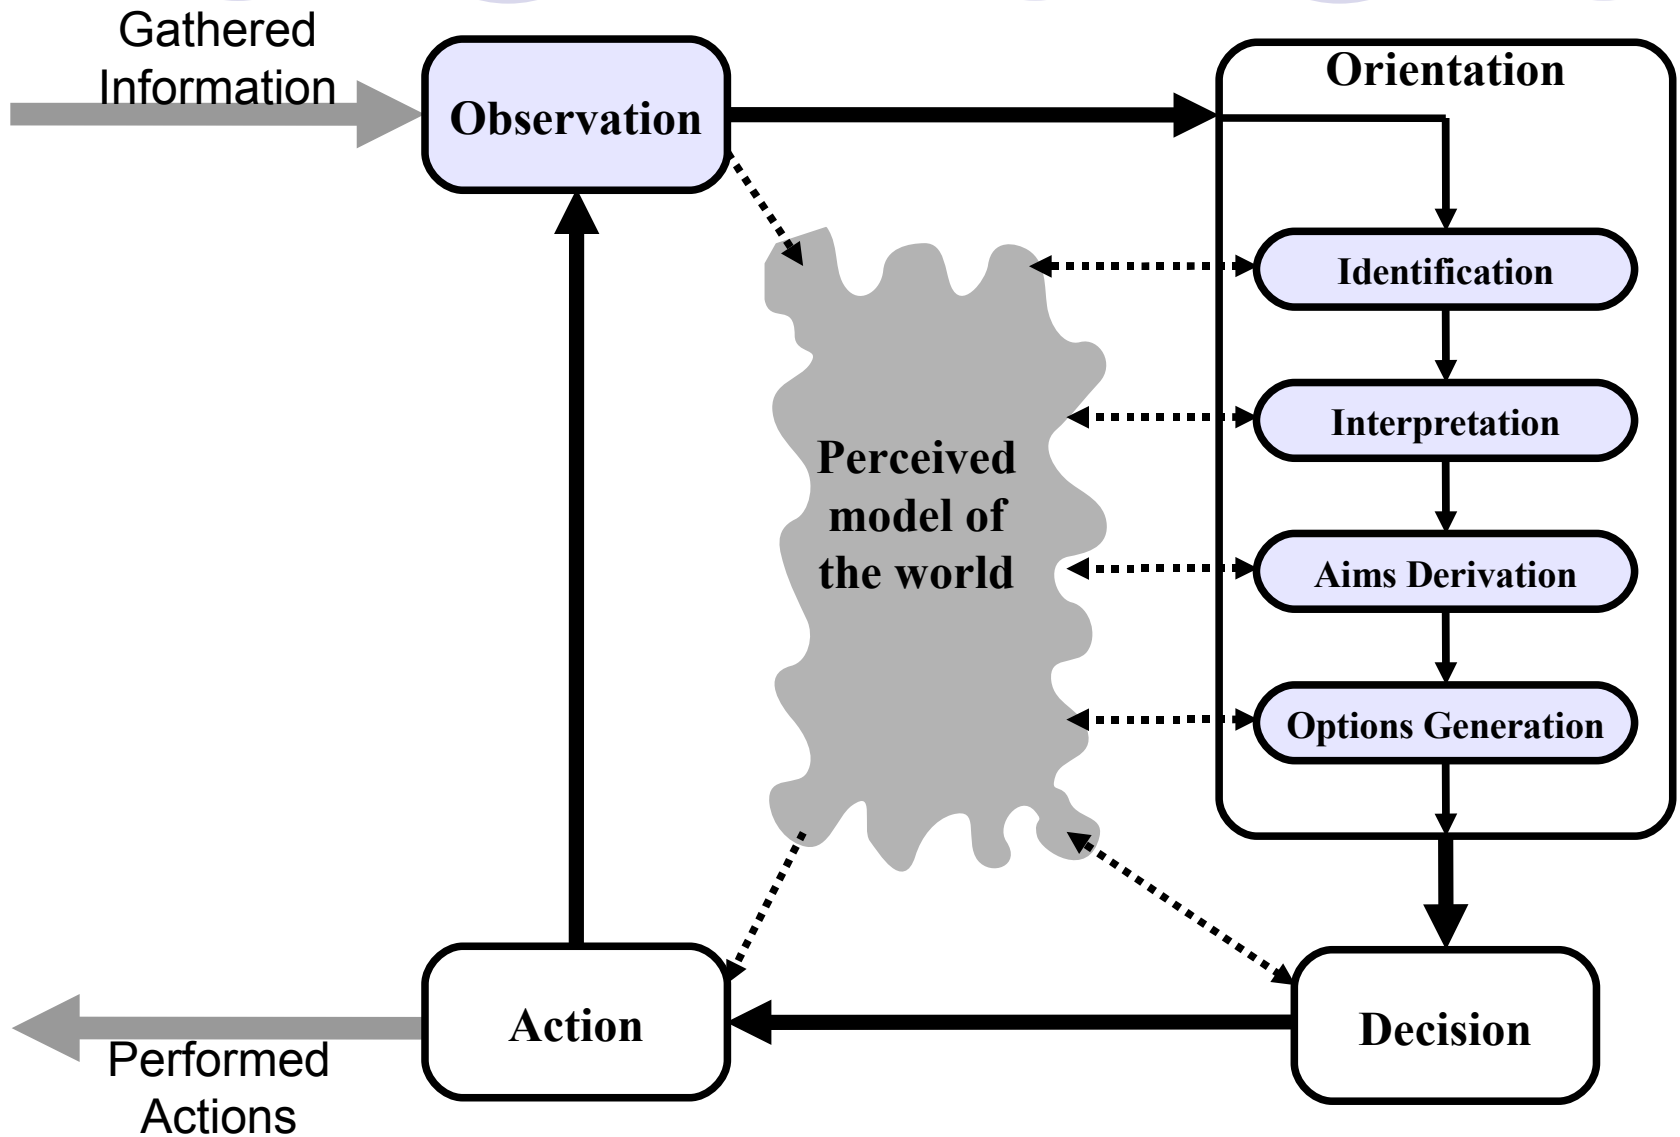 Gathered
Information
Observation
Orientation
Identification
Interpretation
Aims Derivation
Options Generation
Perceived
model of
the world
Action
Decision
Performed
Actions